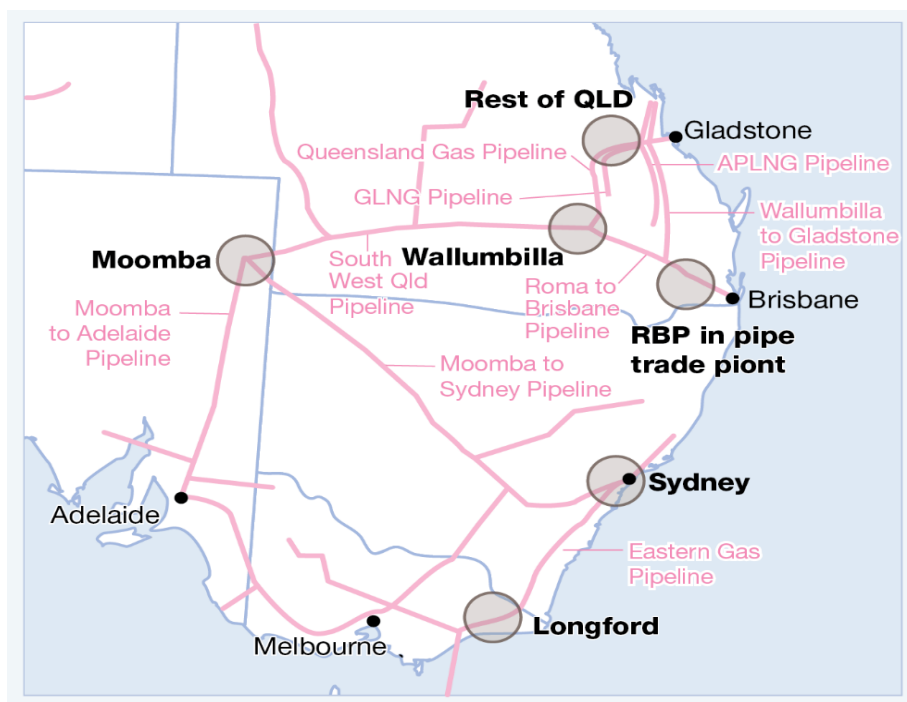 Rest of QLD
Gladstone
Queensland Gas Pipeline
APLNG Pipeline
GLNG Pipeline
Wallumbilla
to Gladstone
Pipeline
Moomba
South
West Qld
Pipeline
Wallumbilla
Roma to
Brisbane
Pipeline
Brisbane
Moomba
to Adelaide
Pipeline
RBP in pipe
trade piont
Moomba to
Sydney Pipeline
Sydney
Adelaide
Eastern Gas
Pipeline
Longford
Melbourne